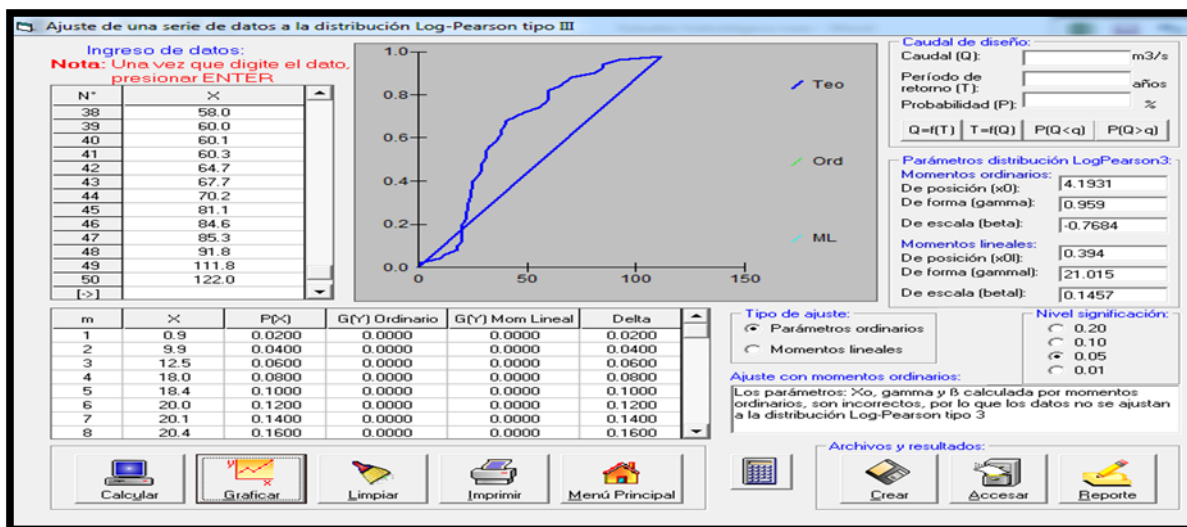 Ajuste de una serie de datos a la distribución Log-Pearson tipo III
Ingreso de datos:
Nota: Una vez que digite el dato,
presionar ENTER
N° X
38 58.0
39 60.0
40 60.1
41 60.3
42 64.7
43 67.7
44 70.2
45 81.1
46 84.6
47 85.3
48 91.8
49 111.8
50 122.0
[->]
1.0
0.8
0.6
0.4
0.2
0.0
0 50 100 150
Teo
Ord
ML
Caudal de diseño:
Caudal (Q): m3/s
Período de
retorno (T): años
Probabilidad (P): %
Q=f(T) T=f(Q) P(Q<q) P(Q>q)
Parámetros distribución LogPearson3:
Momentos ordinarios:
De posición (x0): 4.1931
De forma (gamma): 0.959
De escala (beta): -0.7684
Momentos lineales:
De posición (x0l): 0.394
De forma (gammal): 21.015
De escala (betal): 0.1457
m X P(X) G(Y) Ordinario G(Y) Mom Lineal Delta
1 0.9 0.0200 0.0000 0.0000 0.0200
2 9.9 0.0400 0.0000 0.0000 0.0400
3 12.5 0.0600 0.0000 0.0000 0.0600
4 18.0 0.0800 0.0000 0.0000 0.0800
5 18.4 0.1000 0.0000 0.0000 0.1000
6 20.0 0.1200 0.0000 0.0000 0.1200
7 20.1 0.1400 0.0000 0.0000 0.1400
8 20.4 0.1600 0.0000 0.0000 0.1600
Tipo de ajuste:
Parámetros ordinarios
Momentos lineales
Nivel significación:
0.20
0.10
0.05
0.01
Ajuste con momentos ordinarios:
Los parámetros: Xo, gamma y ß calculada por momentos
ordinarios, son incorrectos, por lo que los datos no se ajustan
a la distribución Log-Pearson tipo 3
Calcular
Graficar
Limpiar
Imprimir
Menú Principal
Archivos y resultados:
Crear
Accesar
Reporte